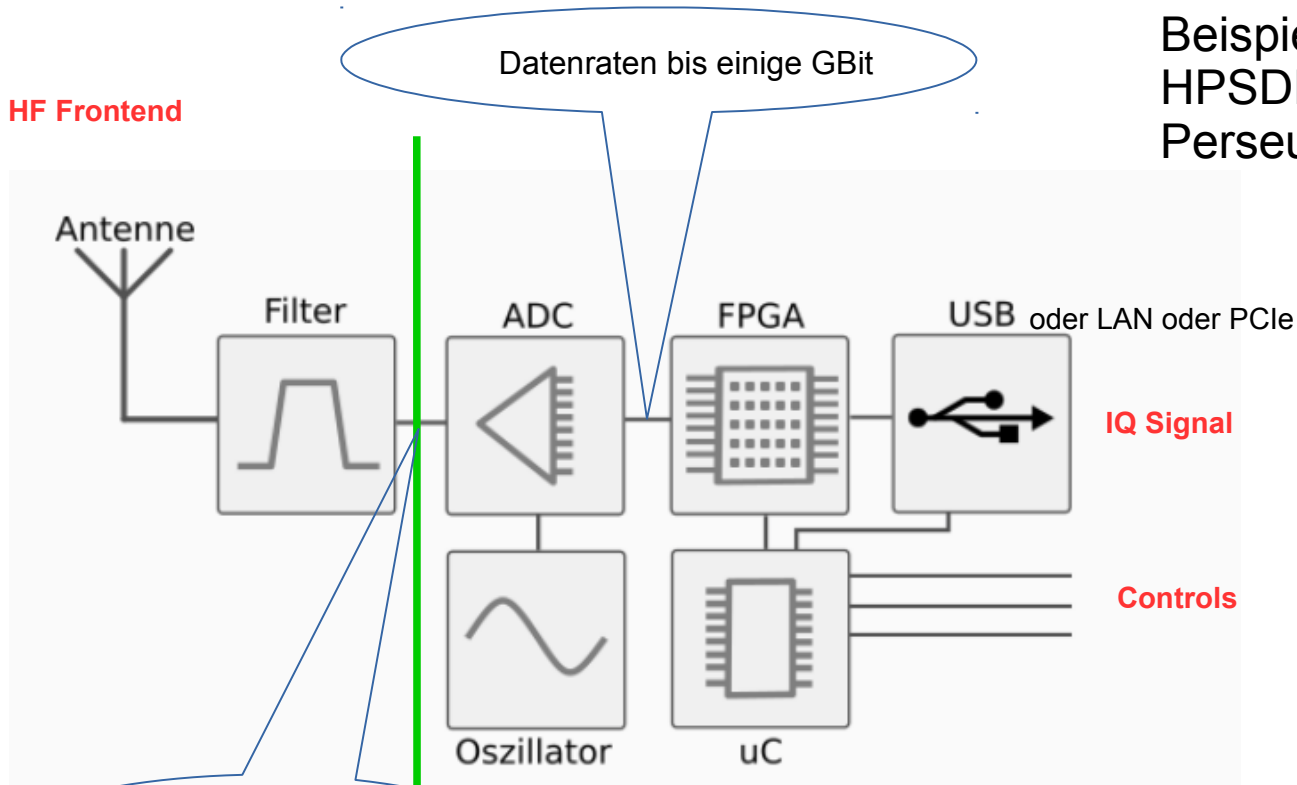 Datenraten bis einige GBit
HF Frontend
Antenne
Filter
ADC
FPGA
USB oder LAN oder PCIe
IQ Signal
Controls
Oszillator
uC